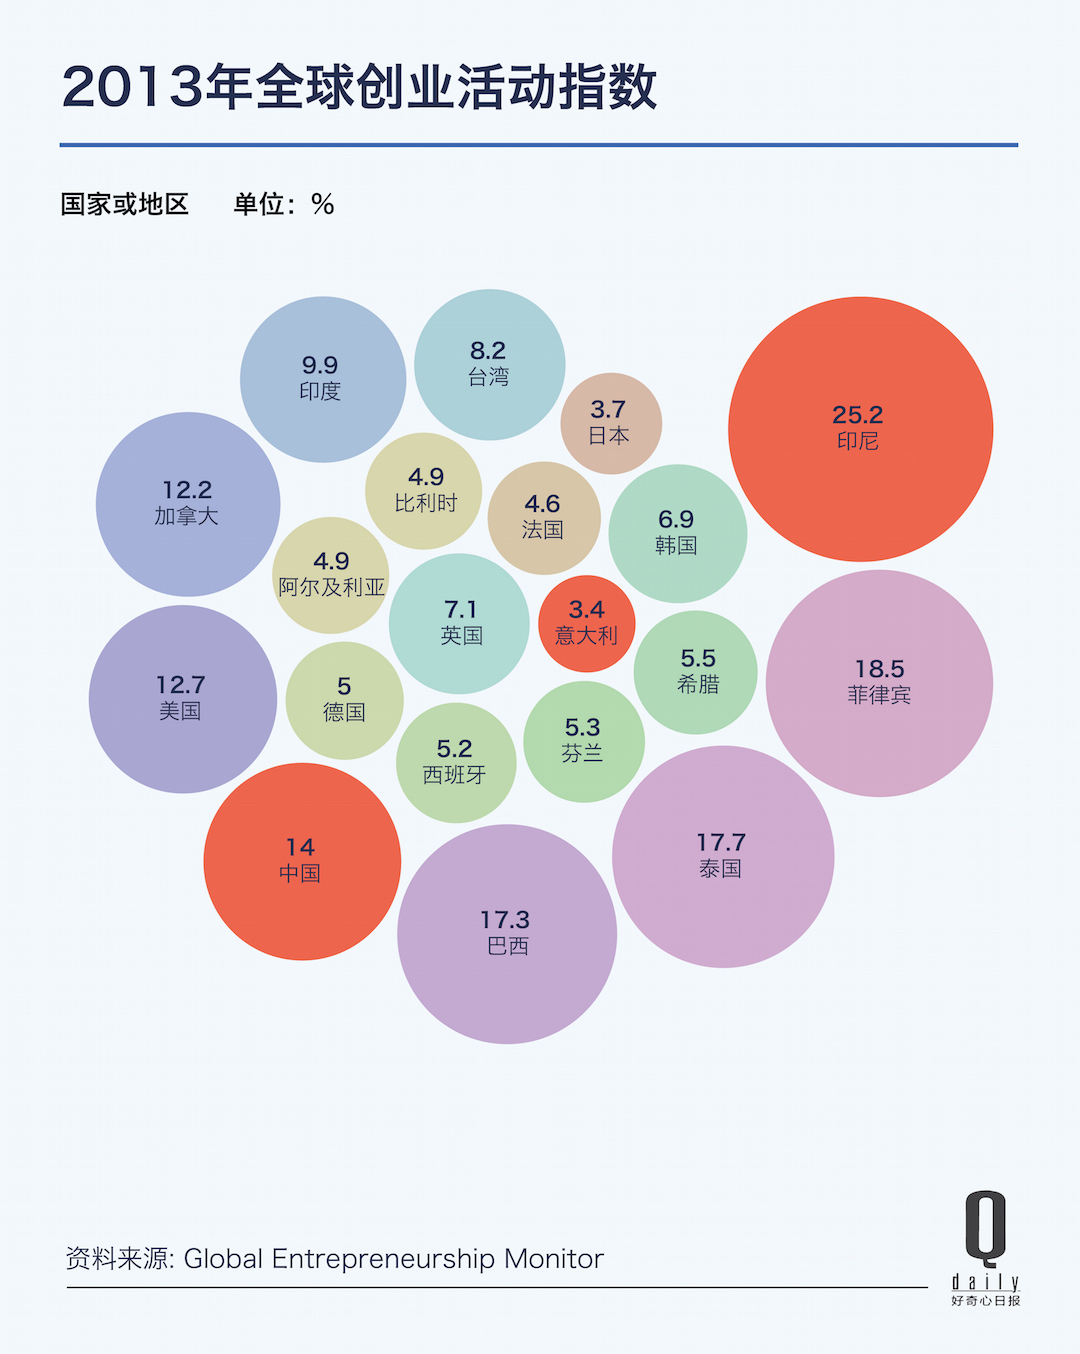 2013年全球创业活动指数
国家或地区 单位：%
8.2
台湾
9.9
印度
3.7
日本
25.2
印尼
4.9
比利时
12.2
加拿大
4.6
法国
6.9
韩国
4.9
阿尔及利亚
7.1
英国
3.4
意大利
5.5
希腊
18.5
菲律宾
12.7
美国
5
德国
5.3
芬兰
5.2
西班牙
14
中国
17.7
泰国
17.3
巴西
资料来源: Global Entrepreneurship Monitor
Q
daily
好奇心日报